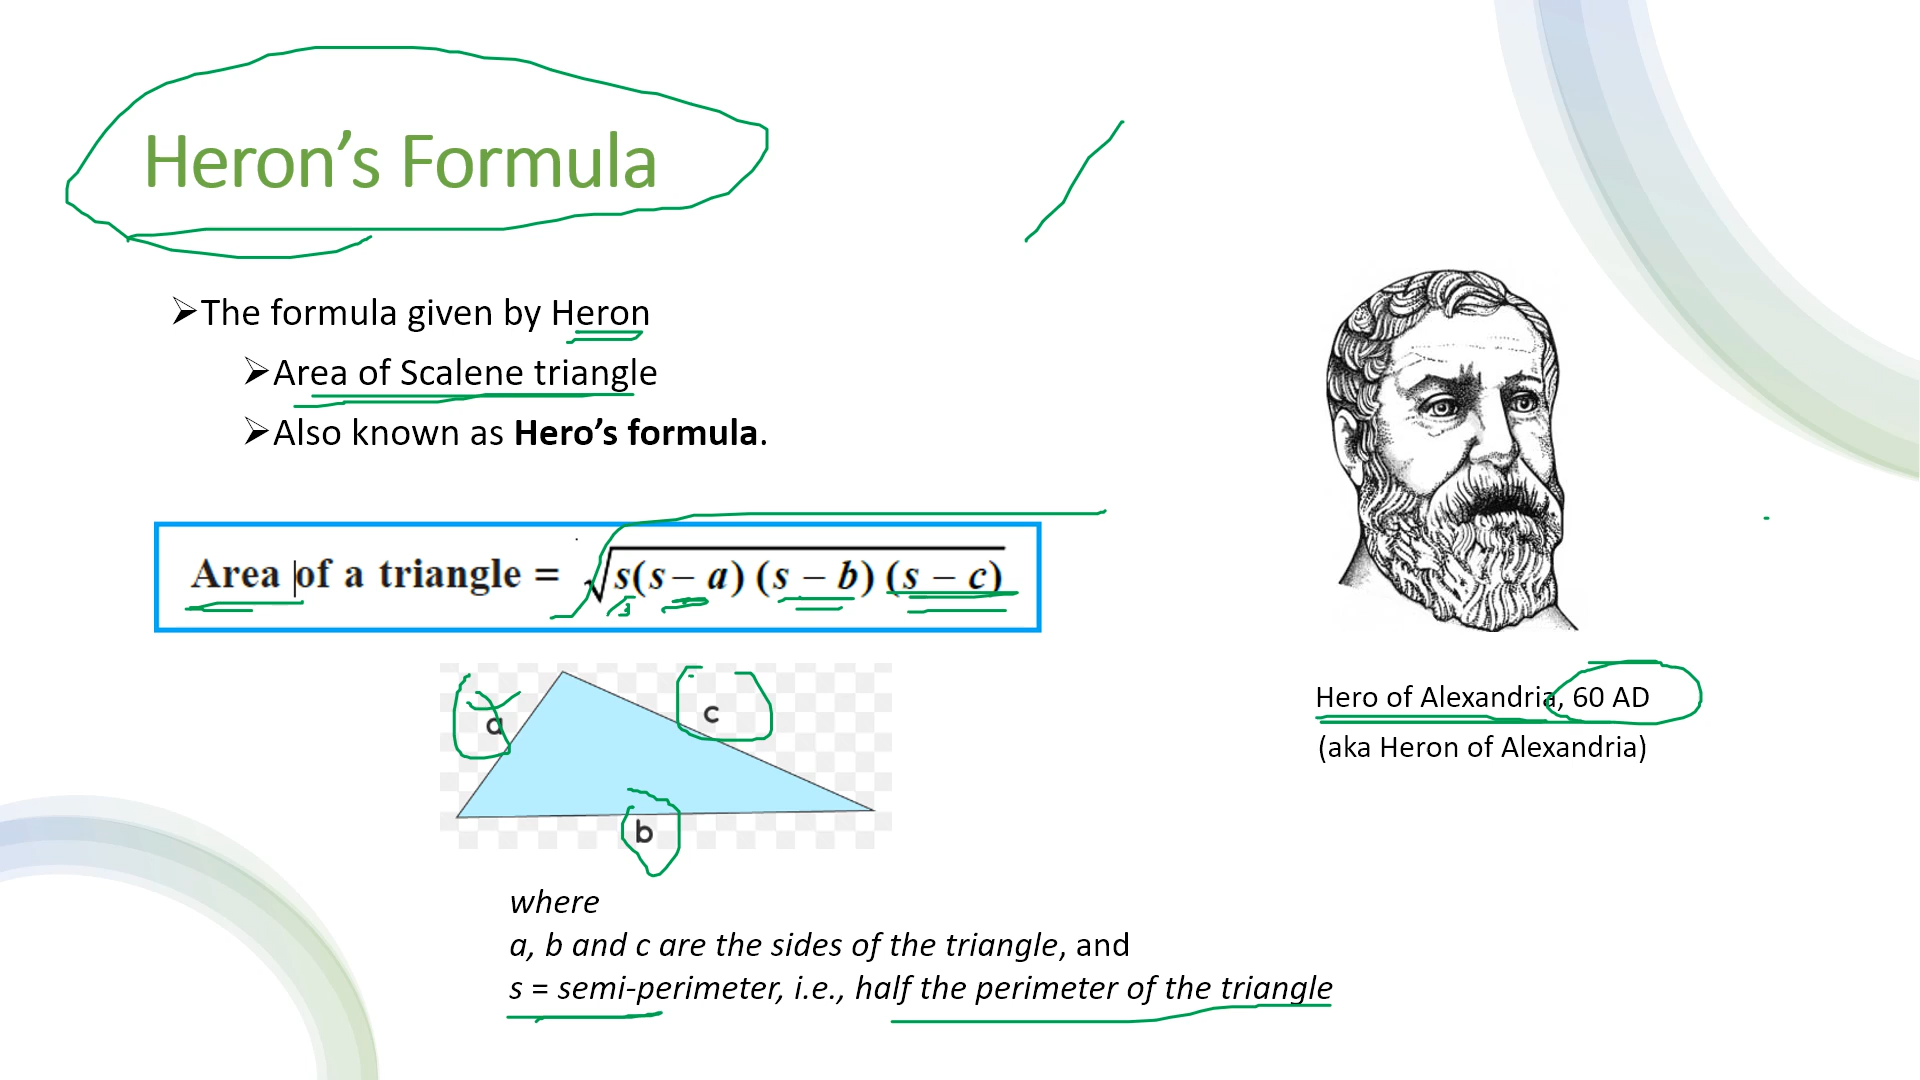 Heron’s Formula
➢The formula given by Heron
➢Area of Scalene triangle
➢Also known as Hero’s formula.
Area of a triangle = √s(s – a) (s – b) (s – c)
a
c
b
where
a, b and c are the sides of the triangle, and
s = semi-perimeter, i.e., half the perimeter of the triangle
Hero of Alexandria, 60 AD
(aka Heron of Alexandria)